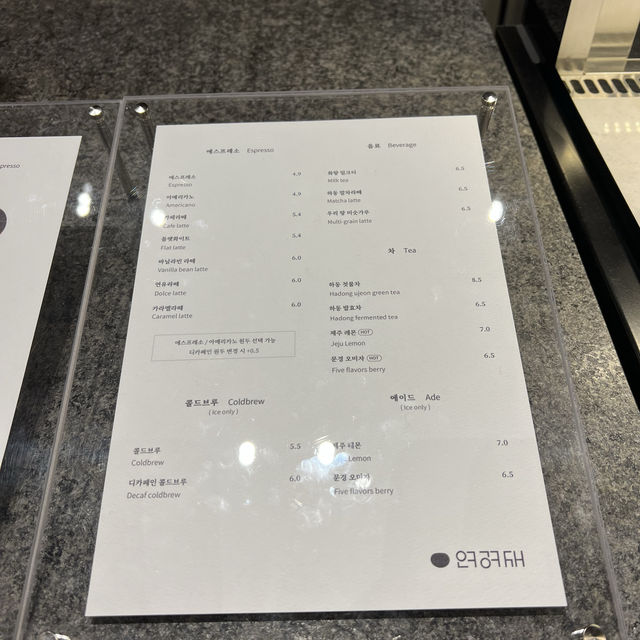 presso
에스프레소 Espresso
에스프레소 4.9
Espresso
아메리카노 4.9
Americano
카페라떼 5.4
Cafe latte
플랫화이트 5.4
Flat latte
바닐라빈 라떼 6.0
Vanilla bean latte
연유라떼 6.0
Dolce latte
카라멜라떼 6.0
Caramel latte
에스프레소 / 아메리카노 원두 선택 가능
디카페인 원두 변경 시 +0.5
콜드브루 Coldbrew
( Ice only )
콜드브루 5.5
Coldbrew
디카페인 콜드브루 6.0
Decaf coldbrew
음료 Beverage
화랑 밀크티 6.5
Milk tea
하동 말차라떼 6.5
Matcha latte
우리 땅 미숫가루 6.5
Multi-grain latte
차 Tea
하동 첫물차 8.5
Hadong ujeon green tea
하동 발효차 6.5
Hadong fermented tea
제주 레몬 HOT 7.0
Jeju Lemon
문경 오미자 HOT 6.5
Five flavors berry
에이드 Ade
( Ice only )
제주 레몬 7.0
Lemon
문경 오미자 6.5
Five flavors berry